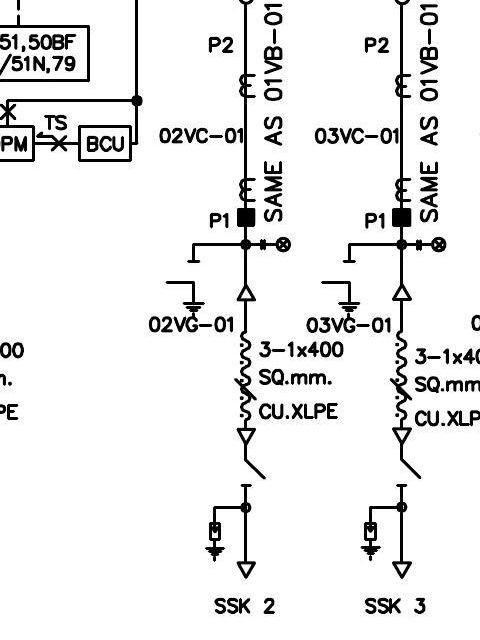 51,50BF
/51N,79
TS
PM
BCU
P2
02VC-01
SAME AS 01VB-01
P1
02VG-01
3-1x400
SQ.mm.
CU.XLPE
SSK 2
P2
03VC-01
SAME AS 01VB-01
P1
03VG-01
3-1x40
SQ.mm
CU.XLP
SSK 3
00
m.
PE
0